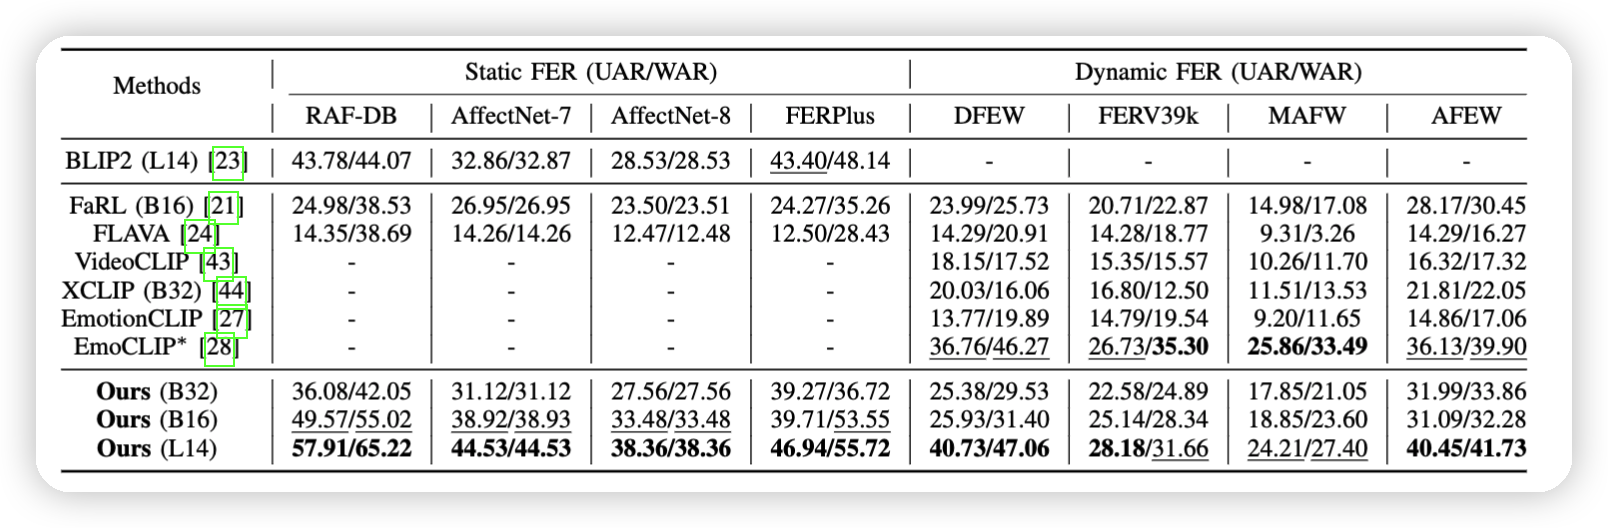 Methods Static FER (UAR/WAR) Dynamic FER (UAR/WAR)
RAF-DB AffectNet-7 AffectNet-8 FERPlus DFEW FERV39k MAFW AFEW
BLIP2 (L14) [23] 43.78/44.07 32.86/32.87 28.53/28.53 43.40/48.14 - - - -
FaRL (B16) [21] 24.98/38.53 26.95/26.95 23.50/23.51 24.27/35.26 23.99/25.73 20.71/22.87 14.98/17.08 28.17/30.45
FLAVA [24] 14.35/38.69 14.26/14.26 12.47/12.48 12.50/28.43 14.29/20.91 14.28/18.77 9.31/3.26 14.29/16.27
VideoCLIP [43] - - - - 18.15/17.52 15.35/15.57 10.26/11.70 16.32/17.32
XCLIP (B32) [44] - - - - 20.03/16.06 16.80/12.50 11.51/13.53 21.81/22.05
EmotionCLIP [27] - - - - 13.77/19.89 14.79/19.54 9.20/11.65 14.86/17.06
EmoCLIP* [28] - - - - 36.76/46.27 26.73/35.30 25.86/33.49 36.13/39.90
Ours (B32) 36.08/42.05 31.12/31.12 27.56/27.56 39.27/36.72 25.38/29.53 22.58/24.89 17.85/21.05 31.99/33.86
Ours (B16) 49.57/55.02 38.92/38.93 33.48/33.48 39.71/53.55 25.93/31.40 25.14/28.34 18.85/23.60 31.09/32.28
Ours (L14) 57.91/65.22 44.53/44.53 38.36/38.36 46.94/55.72 40.73/47.06 28.18/31.66 24.21/27.40 40.45/41.73